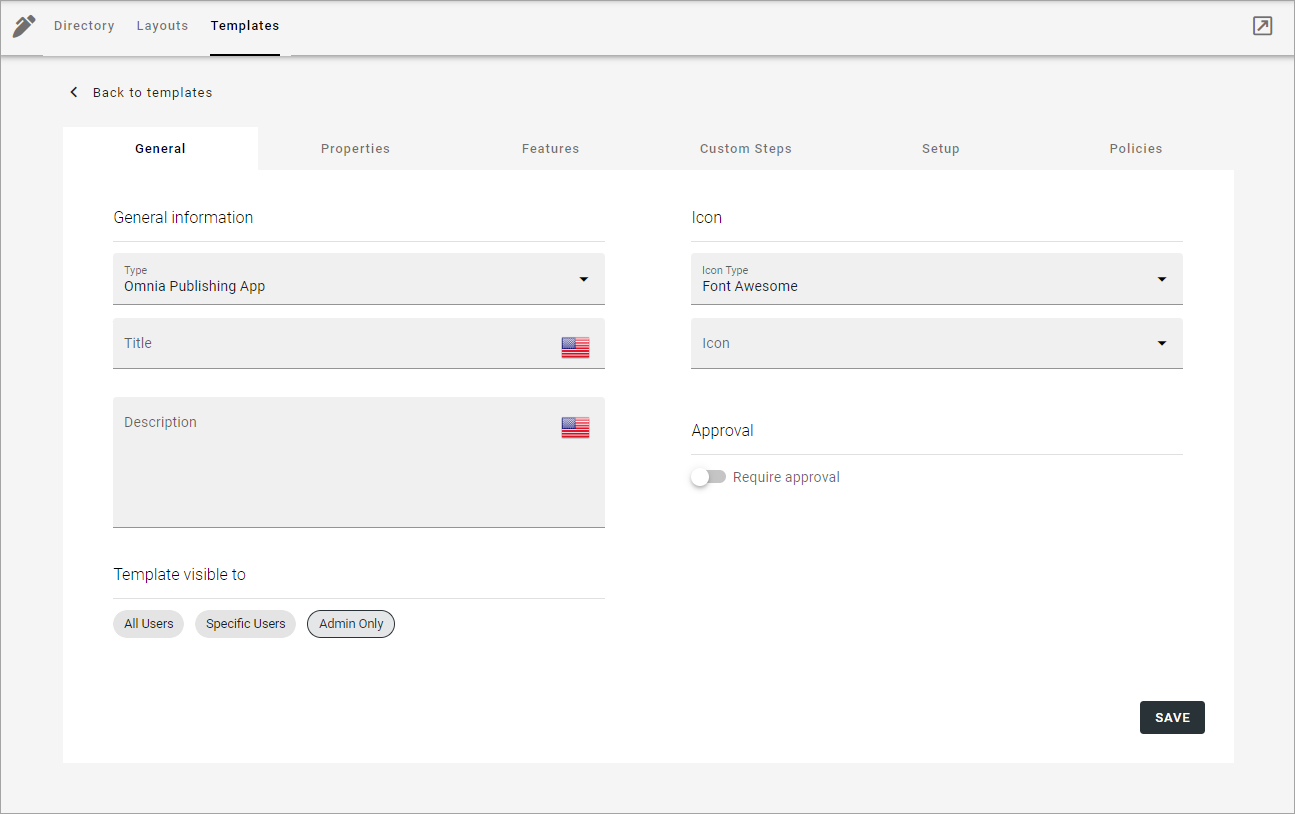 Directory Layouts Templates
Back to templates
General Properties Features Custom Steps Setup Policies
General information
Type
Omnia Publishing App
Title
Description
Template visible to
All Users Specific Users Admin Only
Icon
Icon Type
Font Awesome
Icon
Approval
Require approval
SAVE